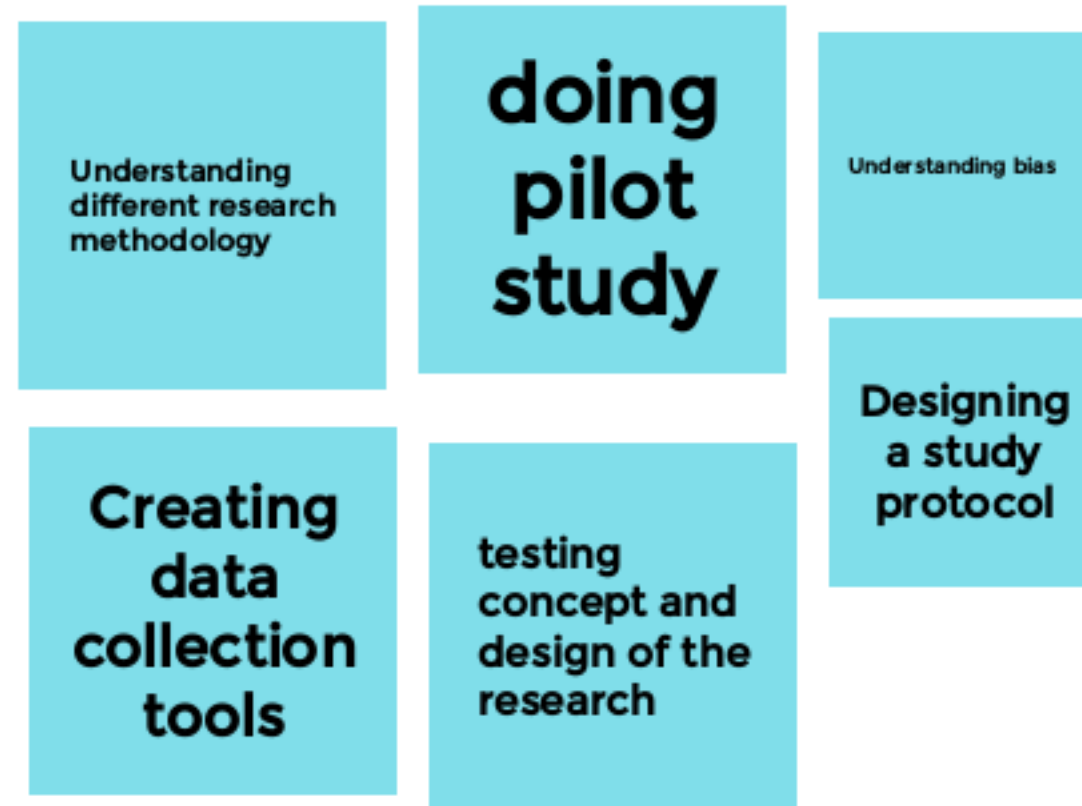 Understanding
different research
methodology
doing
pilot
study
Understanding bias
Creating
data
collection
tools
testing
concept and
design of the
research
Designing
a study
protocol